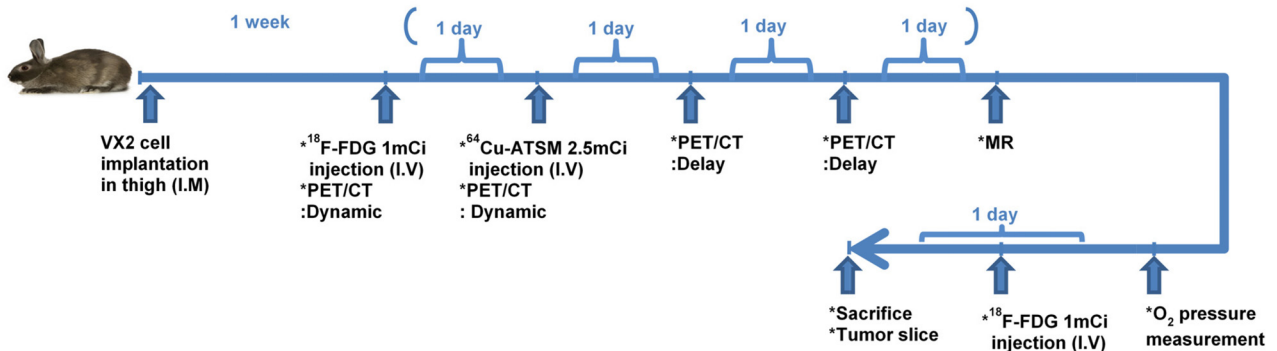 1 week
( 1 day
1 day
1 day
1 day )
VX2 cell
implantation
in thigh (I.M)
*¹⁸F-FDG 1mCi
injection (I.V)
*PET/CT
:Dynamic
*⁶⁴Cu-ATSM 2.5mCi
injection (I.V)
*PET/CT
: Dynamic
*PET/CT
:Delay
*PET/CT
:Delay
*MR
1 day
*Sacrifice
*Tumor slice
*¹⁸F-FDG 1mCi
injection (I.V)
*O₂ pressure
measurement